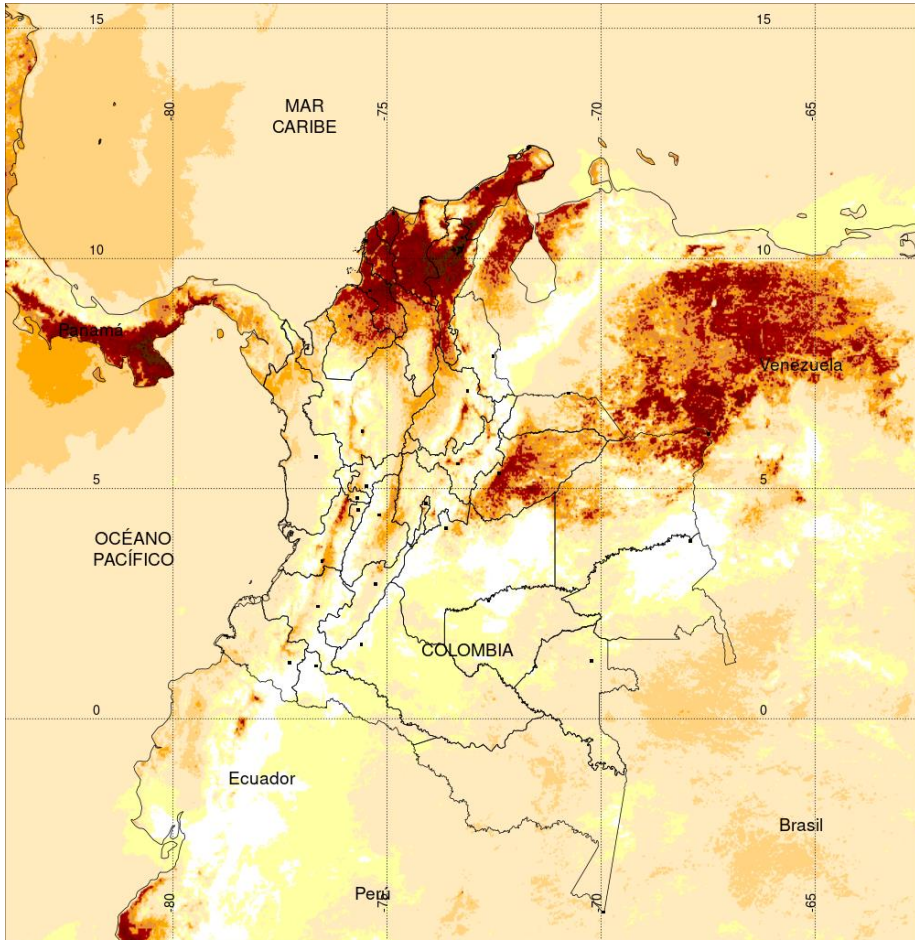 15
15
-80
-75
-70
-65
MAR
CARIBE
10
10
Panamá
Venezuela
5
5
OCÉANO
PACÍFICO
COLOMBIA
0
0
Ecuador
Brasil
Perú
-80
-75
-70
-65